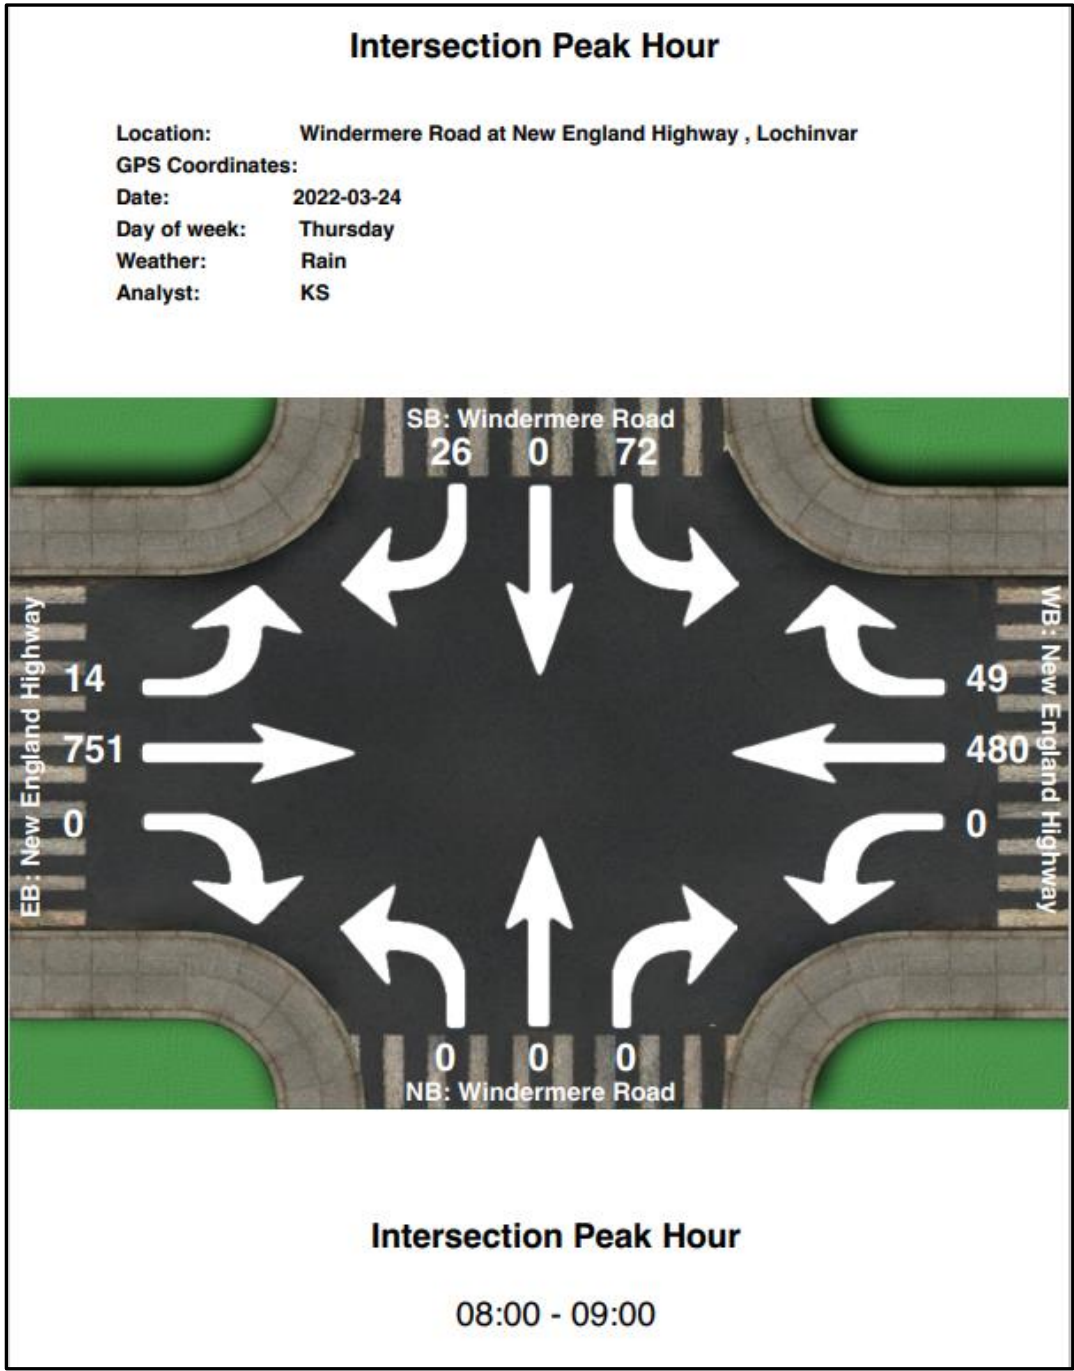 Intersection Peak Hour
Location: Windermere Road at New England Highway , Lochinvar
GPS Coordinates:
Date: 2022-03-24
Day of week: Thursday
Weather: Rain
Analyst: KS
SB: Windermere Road
26 0 72
EB: New England Highway
14
751
0
WB: New England Highway
49
480
0
0 0 0
NB: Windermere Road
Intersection Peak Hour
08:00 - 09:00